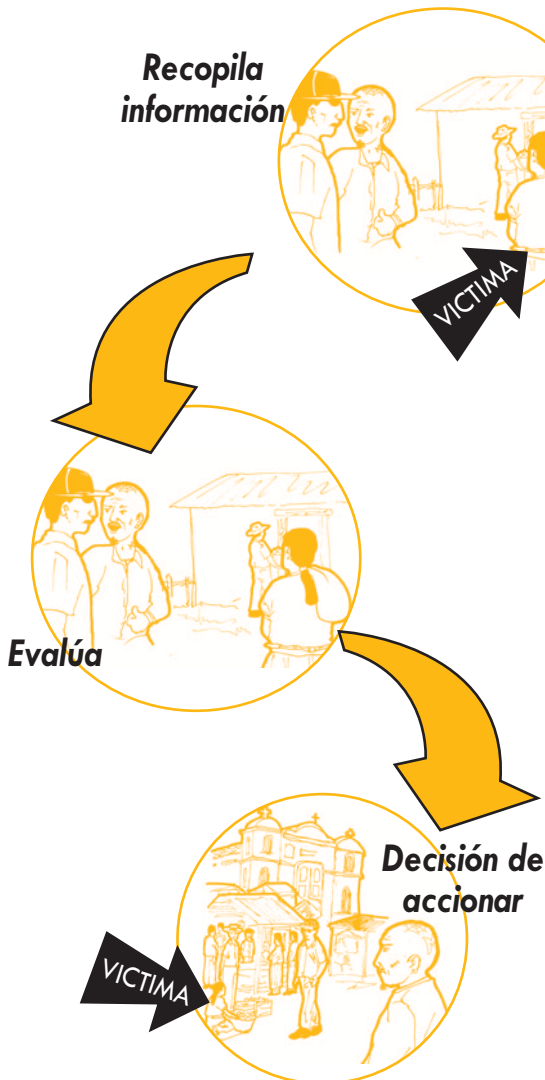 Recopila
información
VICTIMA
Evalúa
Decisión de
accionar
VICTIMA